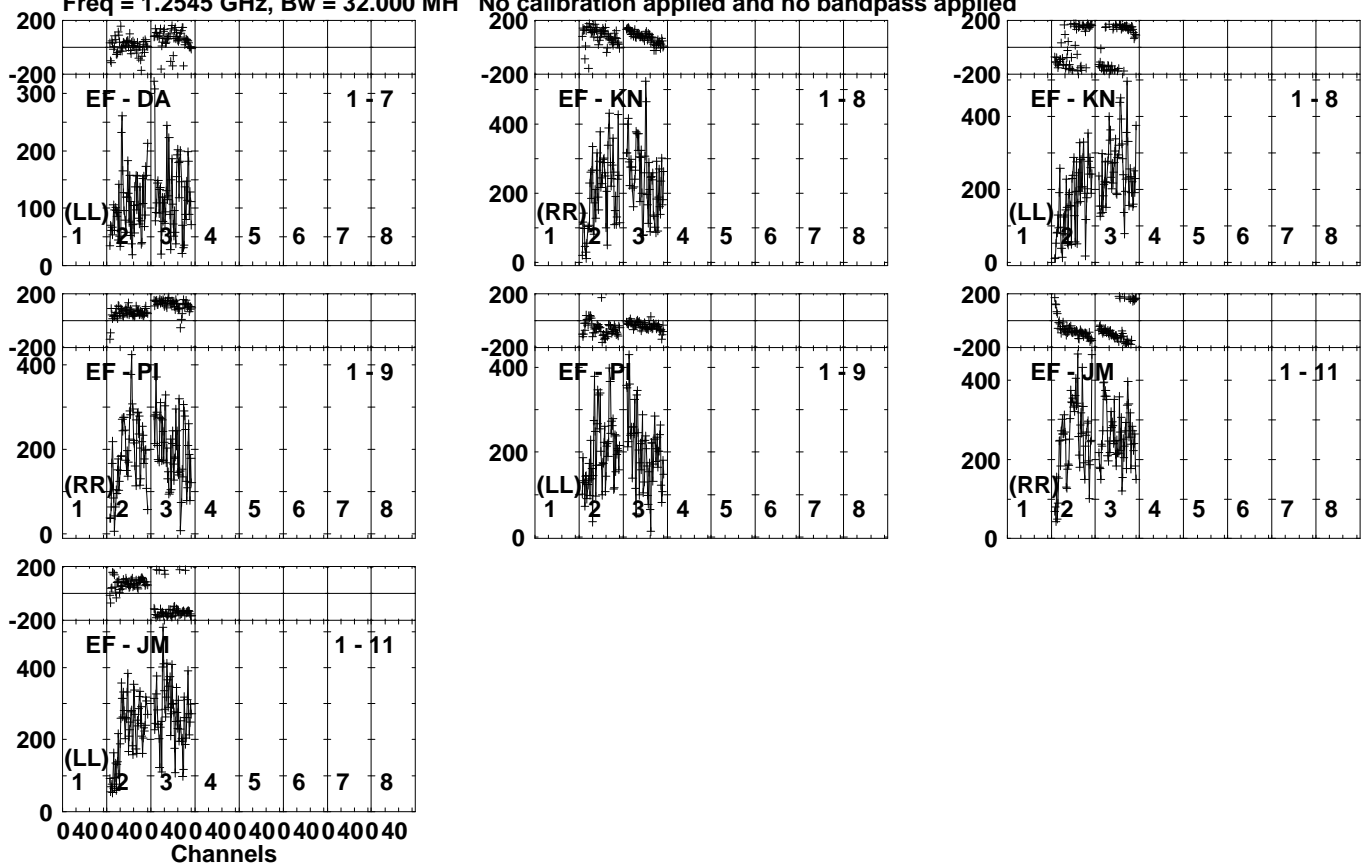 Freq = 1.2545 GHz, Bw = 32.000 MH No calibration applied and no bandpass applied
200
-200
300
200
100
0
EF - DA 1 - 7
(LL)
1 2 3 4 5 6 7 8
200
-200
400
200
0
EF - KN 1 - 8
(RR)
1 2 3 4 5 6 7 8
200
-200
400
200
0
EF - KN 1 - 8
(LL)
1 2 3 4 5 6 7 8
200
-200
400
200
0
EF - PI 1 - 9
(RR)
1 2 3 4 5 6 7 8
200
-200
400
200
0
EF - PI 1 - 9
(LL)
1 2 3 4 5 6 7 8
200
-200
400
200
0
EF - JM 1 - 11
(RR)
1 2 3 4 5 6 7 8
200
-200
400
200
0
EF - JM 1 - 11
(LL)
1 2 3 4 5 6 7 8
0 40 0 40 0 40 0 40 0 40 0 40 0 40 0 40
Channels